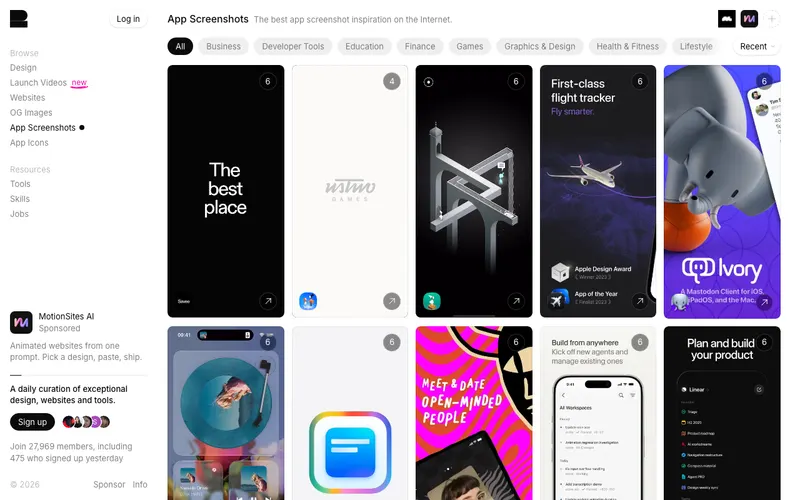 Log in
Browse
Design
Launch Videos new
Websites
OG Images
App Screenshots
App Icons
Resources
Tools
Skills
Jobs
MotionSites AI
Sponsored
Animated websites from one
prompt. Pick a design, paste, ship.
A daily curation of exceptional
design, websites and tools.
Sign up
Join 27,969 members, including
475 who signed up yesterday
© 2026
Sponsor Info
App Screenshots The best app screenshot inspiration on the Internet.
All Business Developer Tools Education Finance Games Graphics & Design Health & Fitness Lifestyle
Recent
6
The
best
place
4
ustwo
GAMES
6
6
First-class
flight tracker
Fly smarter.
Apple Design Award
Winner 2023
App of the Year
Finalist 2023
6
Ivory
A Mastodon Client for iOS,
iPadOS, and the Mac.
09:41
6
6
6
MEET & DATE
OPEN-MINDED
PEOPLE
6
Build from anywhere
Kick off new agents and
manage existing ones
All Workspaces
6
Plan and build
your product
Linear
Triage